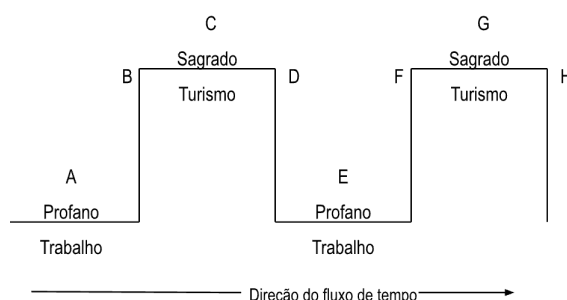 C
G
Sagrado
Sagrado
B
D
F
H
Turismo
Turismo
A
E
Profano
Profano
Trabalho
Trabalho
Direção do fluxo de tempo